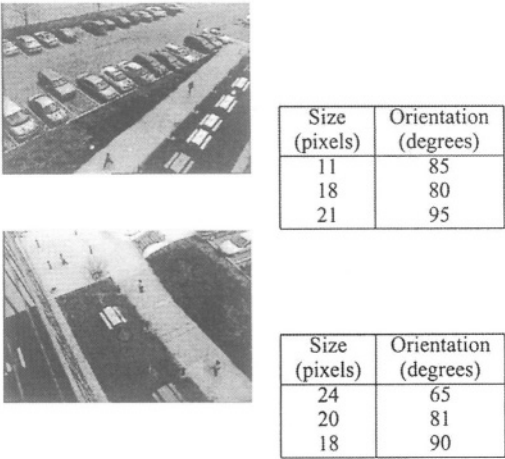 Size Orientation
(pixels) (degrees)
11 85
18 80
21 95
Size Orientation
(pixels) (degrees)
24 65
20 81
18 90